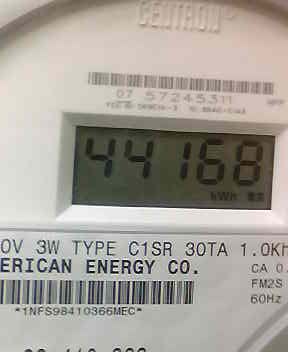 CENTRON
07 57245311
44168
kWh
0V 3W TYPE C1SR 30TA 1.0Kh
ERICAN ENERGY CO.
CA 0.
FM2S
60Hz
*1NFS98410366MEC*